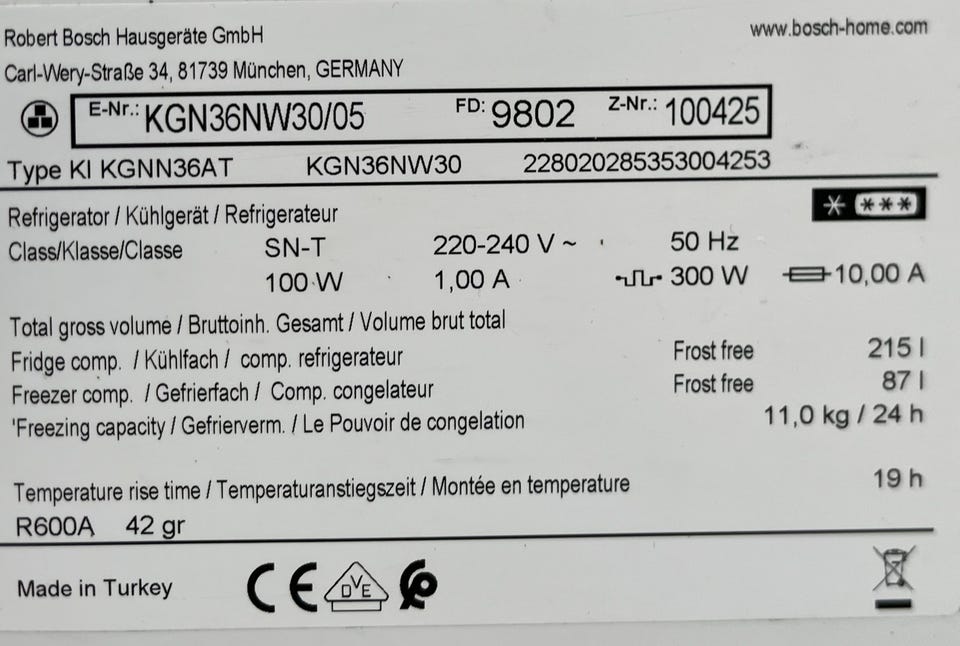 Robert Bosch Hausgeräte GmbH www.bosch-home.com
Carl-Wery-Straße 34, 81739 München, GERMANY
E-Nr.: KGN36NW30/05 FD: 9802 Z-Nr.: 100425
Type KI KGNN36AT KGN36NW30 228020285353004253
Refrigerator / Kühlgerät / Refrigerateur
Class/Klasse/Classe SN-T 220-240 V ~ 50 Hz
100 W 1,00 A 300 W 10,00 A
Total gross volume / Bruttoinh. Gesamt / Volume brut total
Fridge comp. / Kühlfach / comp. refrigerateur Frost free 215 l
Freezer comp. / Gefrierfach / Comp. congelateur Frost free 87 l
'Freezing capacity / Gefrierverm. / Le Pouvoir de congelation 11,0 kg / 24 h
Temperature rise time / Temperaturanstiegszeit / Montée en temperature 19 h
R600A 42 gr
Made in Turkey CE DVE